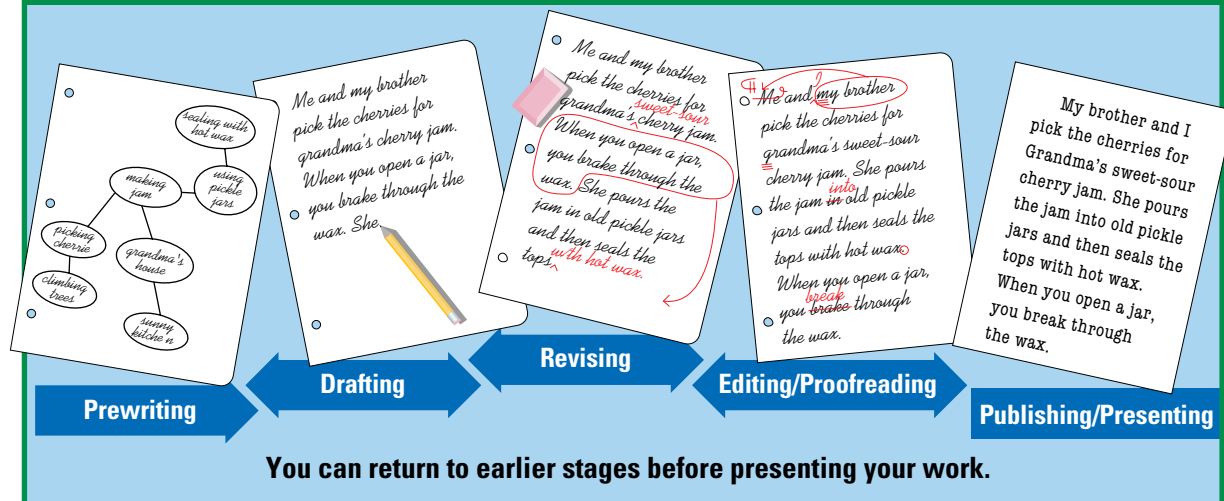 sealing with
hot wax
making
jam
using
pickle
jars
picking
cherrie
grandma's
house
climbing
trees
sunny
kitche n
Me and my brother
pick the cherries for
grandma's cherry jam.
When you open a jar,
you brake through the
wax. She
Me and my brother
pick the cherries for
sweet-sour
grandma's cherry jam.
When you open a jar,
you brake through the
wax. She pours the
jam in old pickle jars
and then seals the
tops with hot wax.
¶ I
Me and my brother
pick the cherries for
grandma's sweet-sour
cherry jam. She pours
into
the jam in old pickle
jars and then seals the
tops with hot wax.
When you open a jar,
break
you brake through
the wax.
My brother and I
pick the cherries for
Grandma's sweet-sour
cherry jam. She pours
the jam into old pickle
jars and then seals the
tops with hot wax.
When you open a jar,
you break through
the wax.
Prewriting
Drafting
Revising
Editing/Proofreading
Publishing/Presenting
You can return to earlier stages before presenting your work.